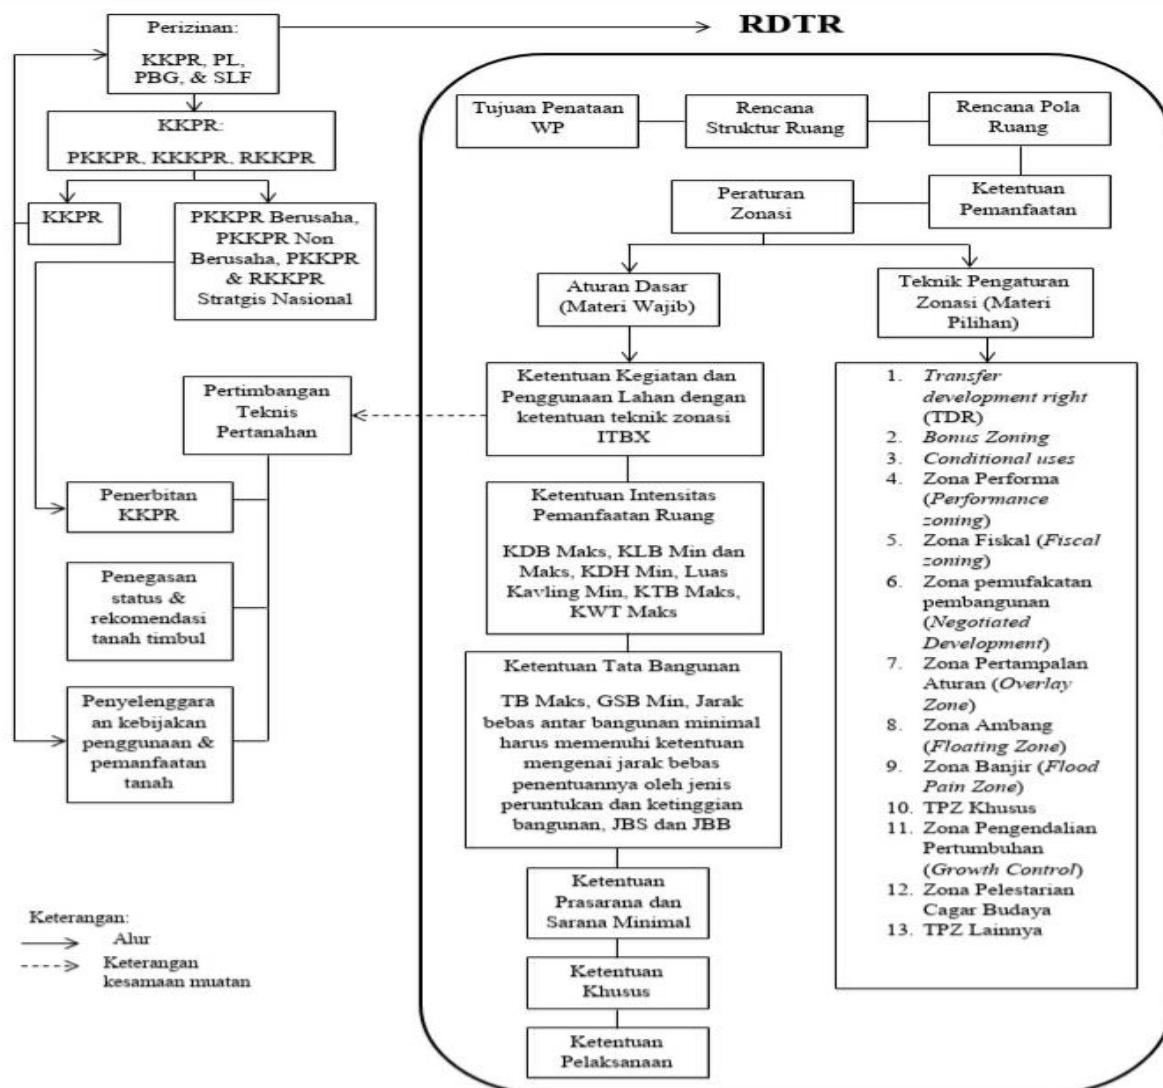 Perizinan:
KKPR, PL,
PBG, & SLF
RDTR
KKPR:
PKKPR, KKKPR, RKKPR
KKPR
PKKPR Berusaha,
PKKPR Non
Berusaha, PKKPR
& RKKPR
Stratgis Nasional
Pertimbangan
Teknis
Pertanahan
Penerbitan
KKPR
Penegasan
status &
rekomendasi
tanah timbul
Penyelenggara
an kebijakan
penggunaan &
pemanfaatan
tanah
Keterangan:
Alur
Keterangan
kesamaan muatan
Tujuan Penataan
WP
Rencana
Struktur Ruang
Rencana Pola
Ruang
Peraturan
Zonasi
Ketentuan
Pemanfaatan
Aturan Dasar
(Materi Wajib)
Teknik Pengaturan
Zonasi (Materi
Pilihan)
Ketentuan Kegiatan dan
Penggunaan Lahan dengan
ketentuan teknik zonasi
ITBX
Ketentuan Intensitas
Pemanfaatan Ruang
KDB Maks, KLB Min dan
Maks, KDH Min, Luas
Kavling Min, KTB Maks,
KWT Maks
Ketentuan Tata Bangunan
TB Maks, GSB Min, Jarak
bebas antar bangunan minimal
harus memenuhi ketentuan
mengenai jarak bebas
penentuannya oleh jenis
peruntukan dan ketinggian
bangunan, JBS dan JBB
Ketentuan
Prasarana dan
Sarana Minimal
Ketentuan
Khusus
Ketentuan
Pelaksanaan
1. Transfer
development right
(TDR)
2. Bonus Zoning
3. Conditional uses
4. Zona Performa
(Performance
zoning)
5. Zona Fiskal (Fiscal
zoning)
6. Zona pemufakatan
pembangunan
(Negotiated
Development)
7. Zona Pertampalan
Aturan (Overlay
Zone)
8. Zona Ambang
(Floating Zone)
9. Zona Banjir (Flood
Pain Zone)
10. TPZ Khusus
11. Zona Pengendalian
Pertumbuhan
(Growth Control)
12. Zona Pelestarian
Cagar Budaya
13. TPZ Lainnya